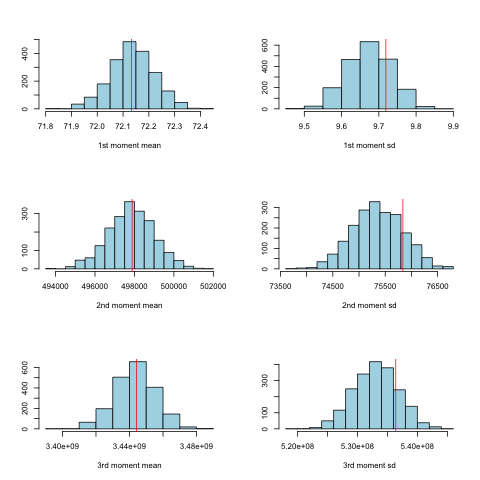 0 200 400
71.8 71.9 72.0 72.1 72.2 72.3 72.4
1st moment mean
0 200 400 600
9.5 9.6 9.7 9.8 9.9
1st moment sd
0 100 200 300
494000 496000 498000 500000 502000
2nd moment mean
0 100 200 300
73500 74500 75500 76500
2nd moment sd
0 200 400 600
3.40e+09 3.44e+09 3.48e+09
3rd moment mean
0 100 300
5.20e+08 5.30e+08 5.40e+08
3rd moment sd